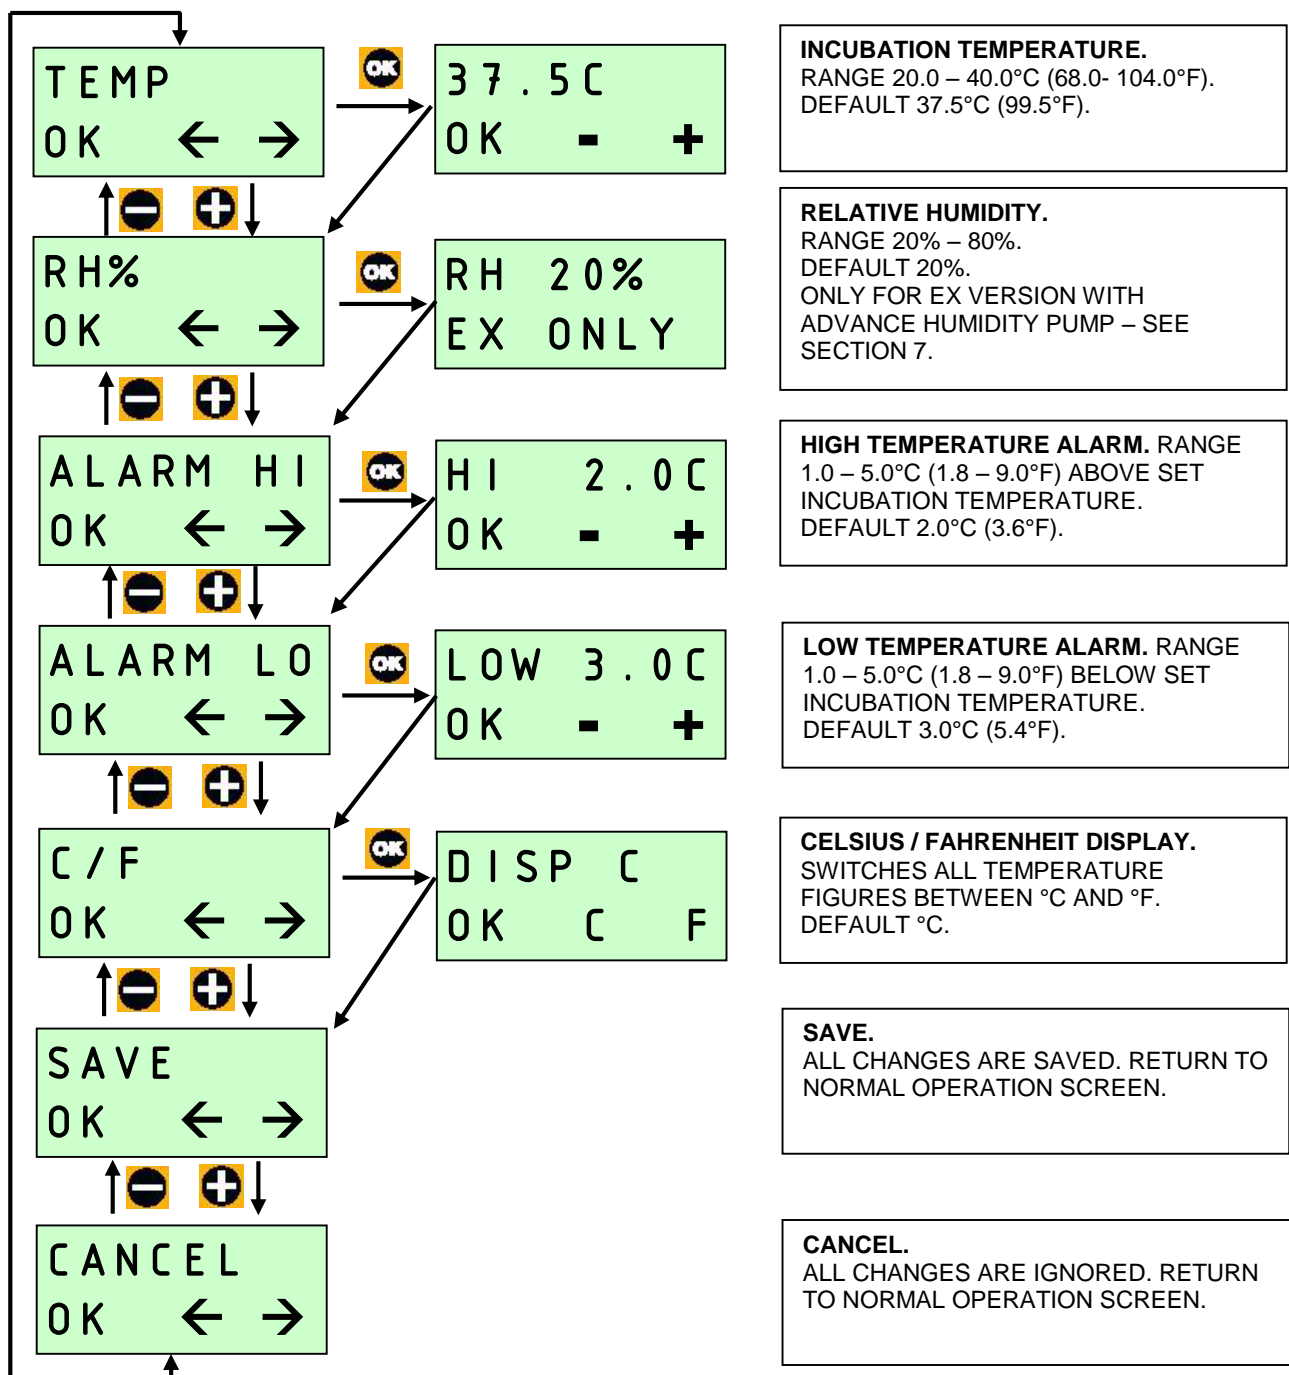 TEMP
OK ← →
OK
37.5C
OK - +
INCUBATION TEMPERATURE.
RANGE 20.0 – 40.0°C (68.0- 104.0°F).
DEFAULT 37.5°C (99.5°F).
RH%
OK ← →
OK
RH 20%
EX ONLY
RELATIVE HUMIDITY.
RANGE 20% – 80%.
DEFAULT 20%.
ONLY FOR EX VERSION WITH
ADVANCE HUMIDITY PUMP – SEE
SECTION 7.
ALARM HI
OK ← →
OK
HI 2.0C
OK - +
HIGH TEMPERATURE ALARM. RANGE
1.0 – 5.0°C (1.8 – 9.0°F) ABOVE SET
INCUBATION TEMPERATURE.
DEFAULT 2.0°C (3.6°F).
ALARM LO
OK ← →
OK
LOW 3.0C
OK - +
LOW TEMPERATURE ALARM. RANGE
1.0 – 5.0°C (1.8 – 9.0°F) BELOW SET
INCUBATION TEMPERATURE.
DEFAULT 3.0°C (5.4°F).
C/F
OK ← →
OK
DISP C
OK C F
CELSIUS / FAHRENHEIT DISPLAY.
SWITCHES ALL TEMPERATURE
FIGURES BETWEEN °C AND °F.
DEFAULT °C.
SAVE
OK ← →
SAVE.
ALL CHANGES ARE SAVED. RETURN TO
NORMAL OPERATION SCREEN.
CANCEL
OK ← →
CANCEL.
ALL CHANGES ARE IGNORED. RETURN
TO NORMAL OPERATION SCREEN.